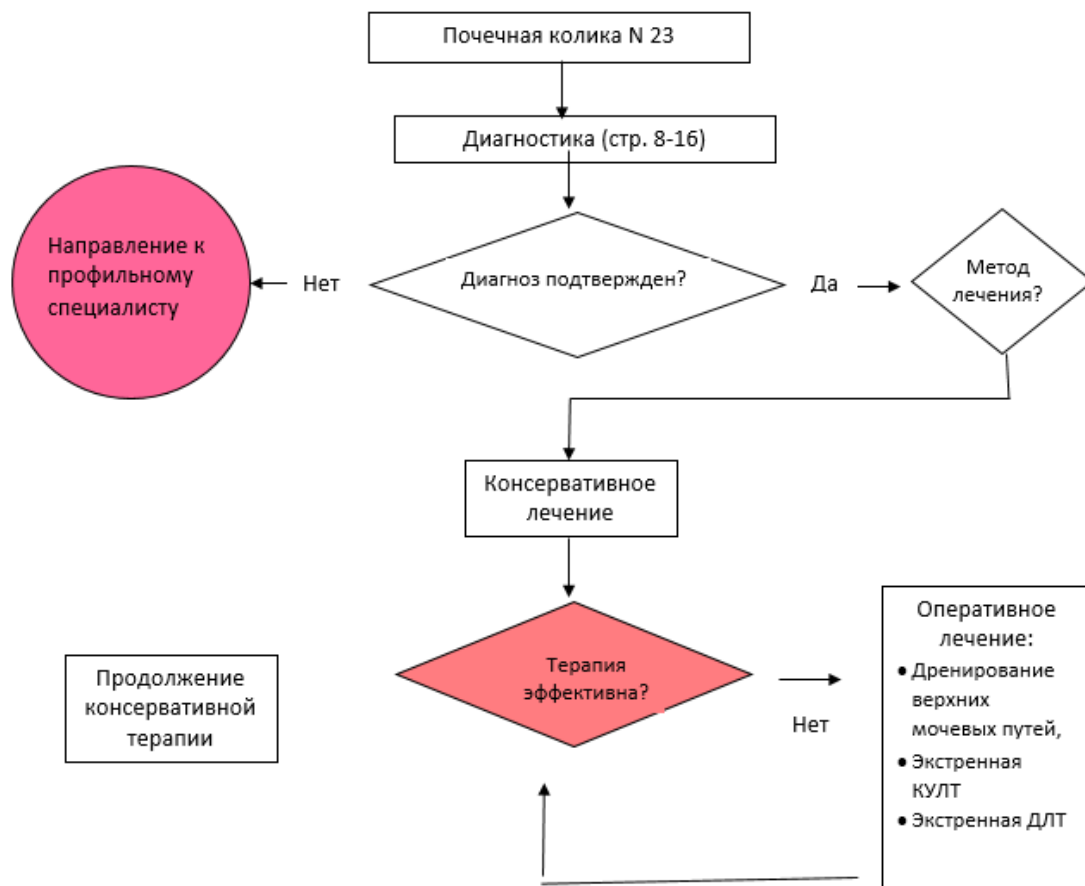 Почечная колика N 23
Диагностика (стр. 8-16)
Направление к
профильному
специалисту
Нет
Диагноз подтвержден?
Да
Метод
лечения?
Консервативное
лечение
Продолжение
консервативной
терапии
Терапия
эффективна?
Нет
Оперативное
лечение:
• Дренирование
верхних
мочевых путей,
• Экстренная
КУЛТ
• Экстренная ДЛТ